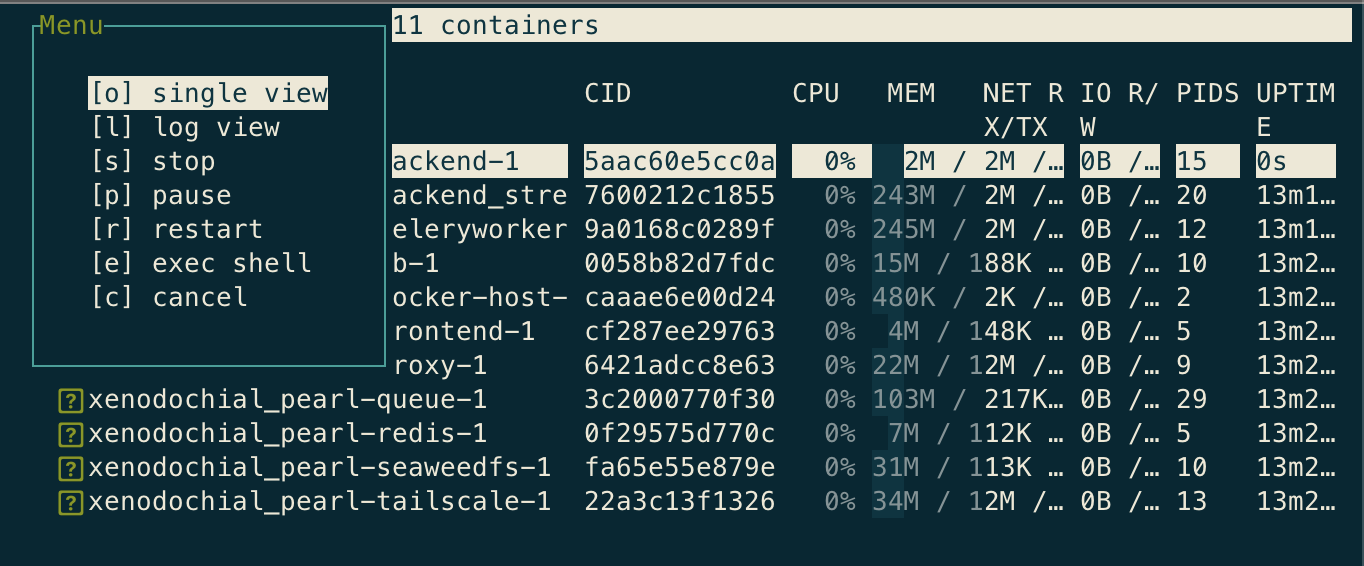 Menu 11 containers
[o] single view CID CPU MEM NET R IO R/ PIDS UPTIM
[l] log view X/TX W E
[s] stop ackend-1 5aac60e5cc0a 0% 2M / 2M /… 0B /… 15 0s
[p] pause ackend_stre 7600212c1855 0% 243M / 2M /… 0B /… 20 13m1…
[r] restart eleryworker 9a0168c0289f 0% 245M / 2M /… 0B /… 12 13m1…
[e] exec shell b-1 0058b82d7fdc 0% 15M / 188K … 0B /… 10 13m2…
[c] cancel ocker-host- caaae6e00d24 0% 480K / 2K /… 0B /… 2 13m2…
rontend-1 cf287ee29763 0% 4M / 148K … 0B /… 5 13m2…
roxy-1 6421adcc8e63 0% 22M / 12M /… 0B /… 9 13m2…
? xenodochial_pearl-queue-1 3c2000770f30 0% 103M / 217K… 0B /… 29 13m2…
? xenodochial_pearl-redis-1 0f29575d770c 0% 7M / 112K … 0B /… 5 13m2…
? xenodochial_pearl-seaweedfs-1 fa65e55e879e 0% 31M / 113K … 0B /… 10 13m2…
? xenodochial_pearl-tailscale-1 22a3c13f1326 0% 34M / 12M /… 0B /… 13 13m2…